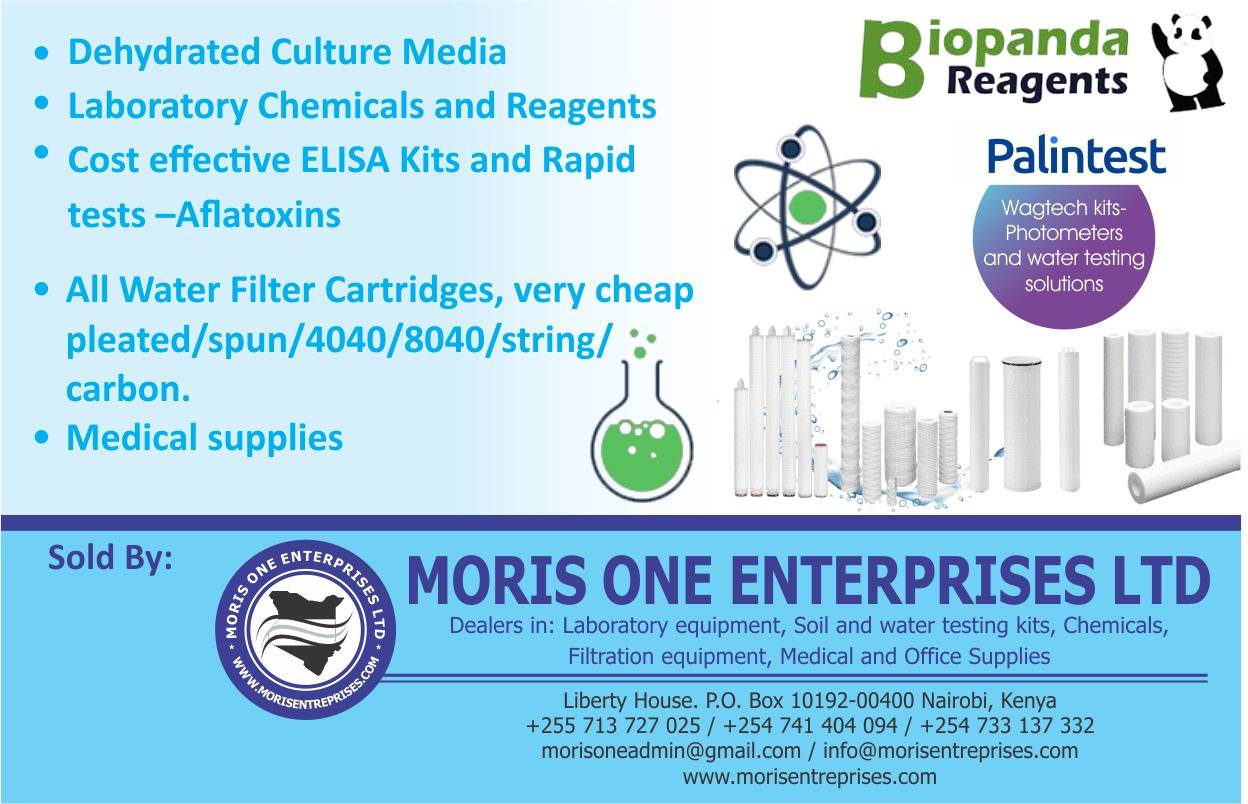 • Dehydrated Culture Media
• Laboratory Chemicals and Reagents
• Cost effective ELISA Kits and Rapid
tests –Aflatoxins
• All Water Filter Cartridges, very cheap
pleated/spun/4040/8040/string/
carbon.
• Medical supplies
Biopanda
Reagents
Palintest
Wagtech kits-
Photometers
and water testing
solutions
Sold By:
MORIS ONE ENTERPRISES LTD
* WWW.MORISENTREPRISES.COM *
MORIS ONE ENTERPRISES LTD
Dealers in: Laboratory equipment, Soil and water testing kits, Chemicals,
Filtration equipment, Medical and Office Supplies
Liberty House. P.O. Box 10192-00400 Nairobi, Kenya
+255 713 727 025 / +254 741 404 094 / +254 733 137 332
morisoneadmin@gmail.com / info@morisentreprises.com
www.morisentreprises.com